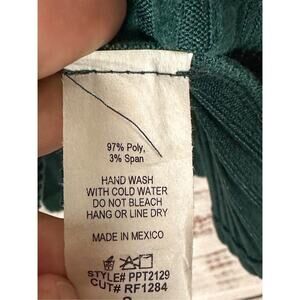 97% Poly,
3% Span
HAND WASH
WITH COLD WATER
DO NOT BLEACH
HANG OR LINE DRY
MADE IN MEXICO
STYLE# PPT2129
CUT# RF1284